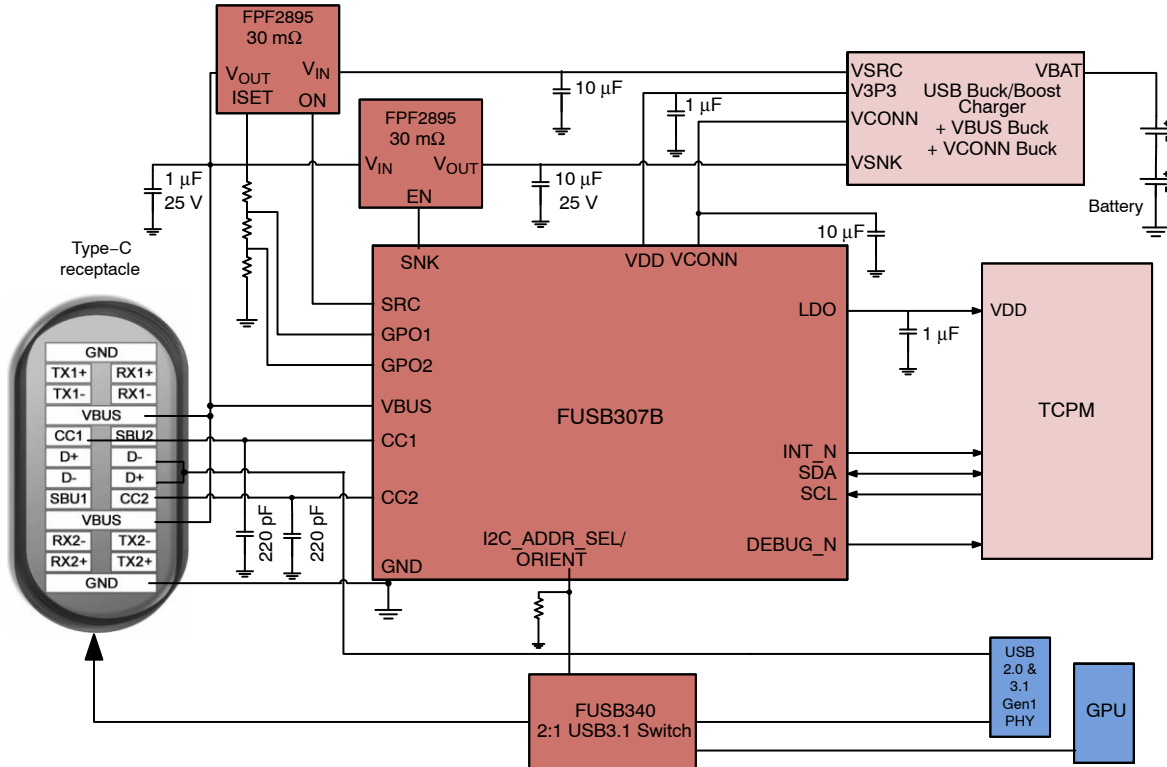 FPF2895
30 mΩ
VOUT
VIN
ISET
ON
FPF2895
30 mΩ
VIN
VOUT
EN
10 μF
1 μF
1 μF
25 V
10 μF
25 V
10 μF
VSRC
VBAT
V3P3
USB Buck/Boost
Charger
VCONN
+ VBUS Buck
+ VCONN Buck
VSNK
Battery
Type−C
receptacle
GND
TX1+
RX1+
TX1-
RX1-
VBUS
CC1
SBU2
D+
D-
D-
D+
SBU1
CC2
VBUS
RX2-
TX2-
RX2+
TX2+
GND
220 pF
220 pF
SNK
VDD
VCONN
SRC
GPO1
GPO2
VBUS
CC1
CC2
GND
FUSB307B
LDO
INT_N
SDA
SCL
DEBUG_N
I2C_ADDR_SEL/
ORIENT
1 μF
VDD
TCPM
FUSB340
2:1 USB3.1 Switch
USB
2.0 &
3.1
Gen1
PHY
GPU